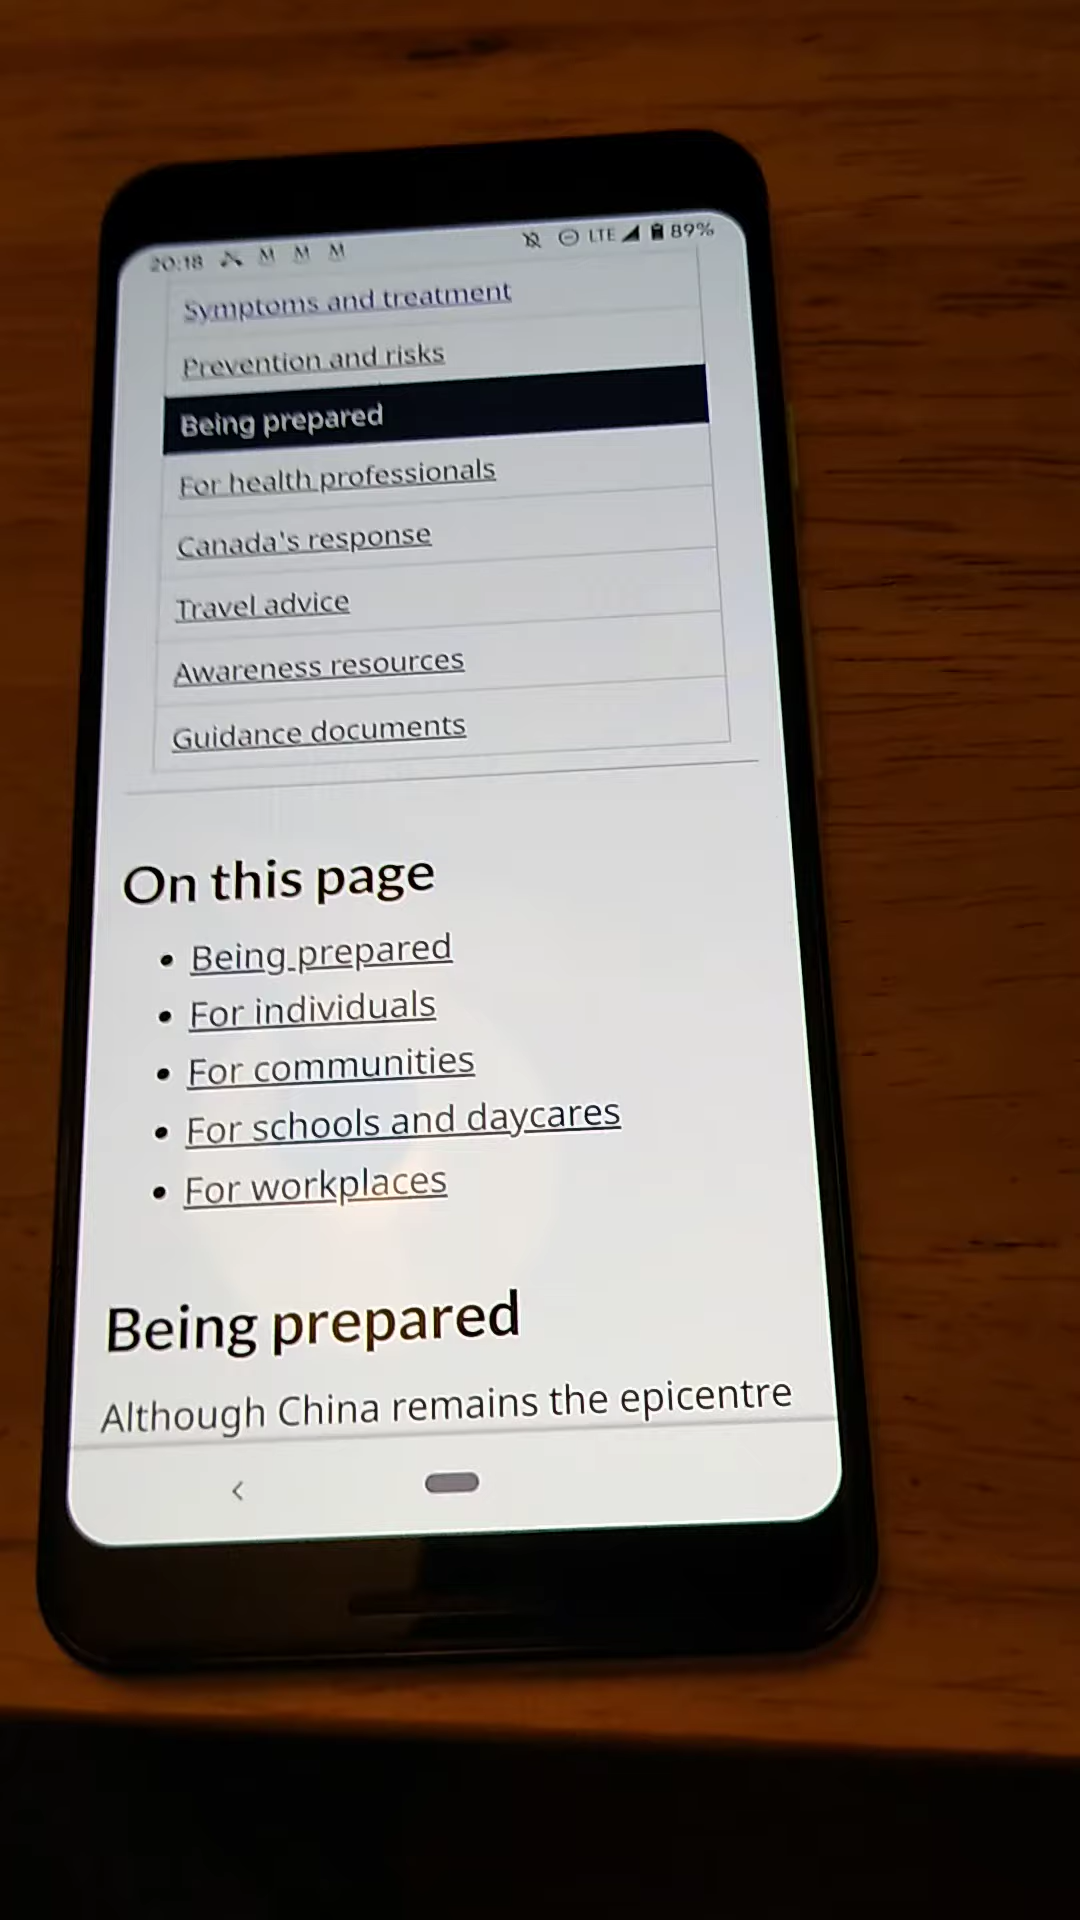 20:18 M M M LTE 89%
Symptoms and treatment
Prevention and risks
Being prepared
For health professionals
Canada's response
Travel advice
Awareness resources
Guidance documents
On this page
• Being prepared
• For individuals
• For communities
• For schools and daycares
• For workplaces
Being prepared
Although China remains the epicentre